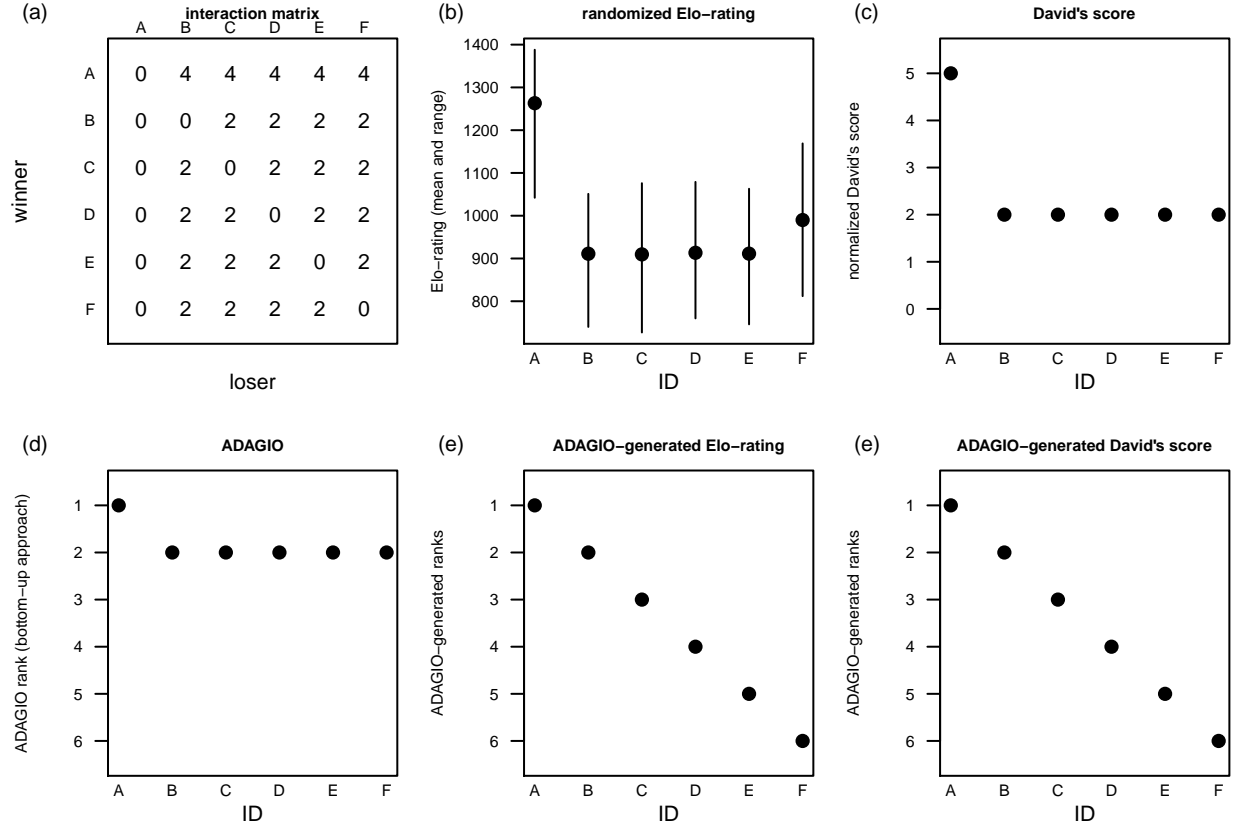 (a)
interaction matrix
A B C D E F
A 0 4 4 4 4 4
B 0 0 2 2 2 2
C 0 2 0 2 2 2
D 0 2 2 0 2 2
E 0 2 2 2 0 2
F 0 2 2 2 2 0
winner
loser
(b)
randomized Elo−rating
Elo−rating (mean and range)
1400
1300
1200
1100
1000
900
800
A B C D E F
ID
(c)
David's score
normalized David's score
5
4
3
2
1
0
A B C D E F
ID
(d)
ADAGIO
ADAGIO rank (bottom−up approach)
1
2
3
4
5
6
A B C D E F
ID
(e)
ADAGIO−generated Elo−rating
ADAGIO−generated ranks
1
2
3
4
5
6
A B C D E F
ID
(e)
ADAGIO−generated David's score
ADAGIO−generated ranks
1
2
3
4
5
6
A B C D E F
ID